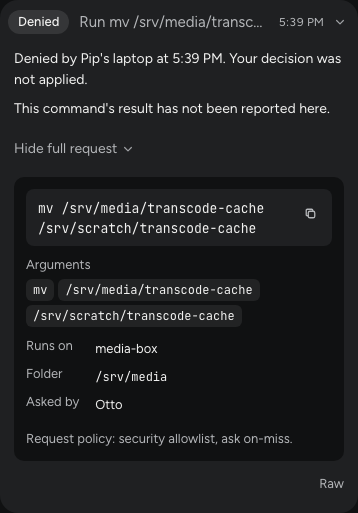 Denied Run mv /srv/media/transc... 5:39 PM
Denied by Pip's laptop at 5:39 PM. Your decision was
not applied.
This command's result has not been reported here.
Hide full request
mv /srv/media/transcode-cache
/srv/scratch/transcode-cache
Arguments
mv /srv/media/transcode-cache
/srv/scratch/transcode-cache
Runs on media-box
Folder /srv/media
Asked by Otto
Request policy: security allowlist, ask on-miss.
Raw